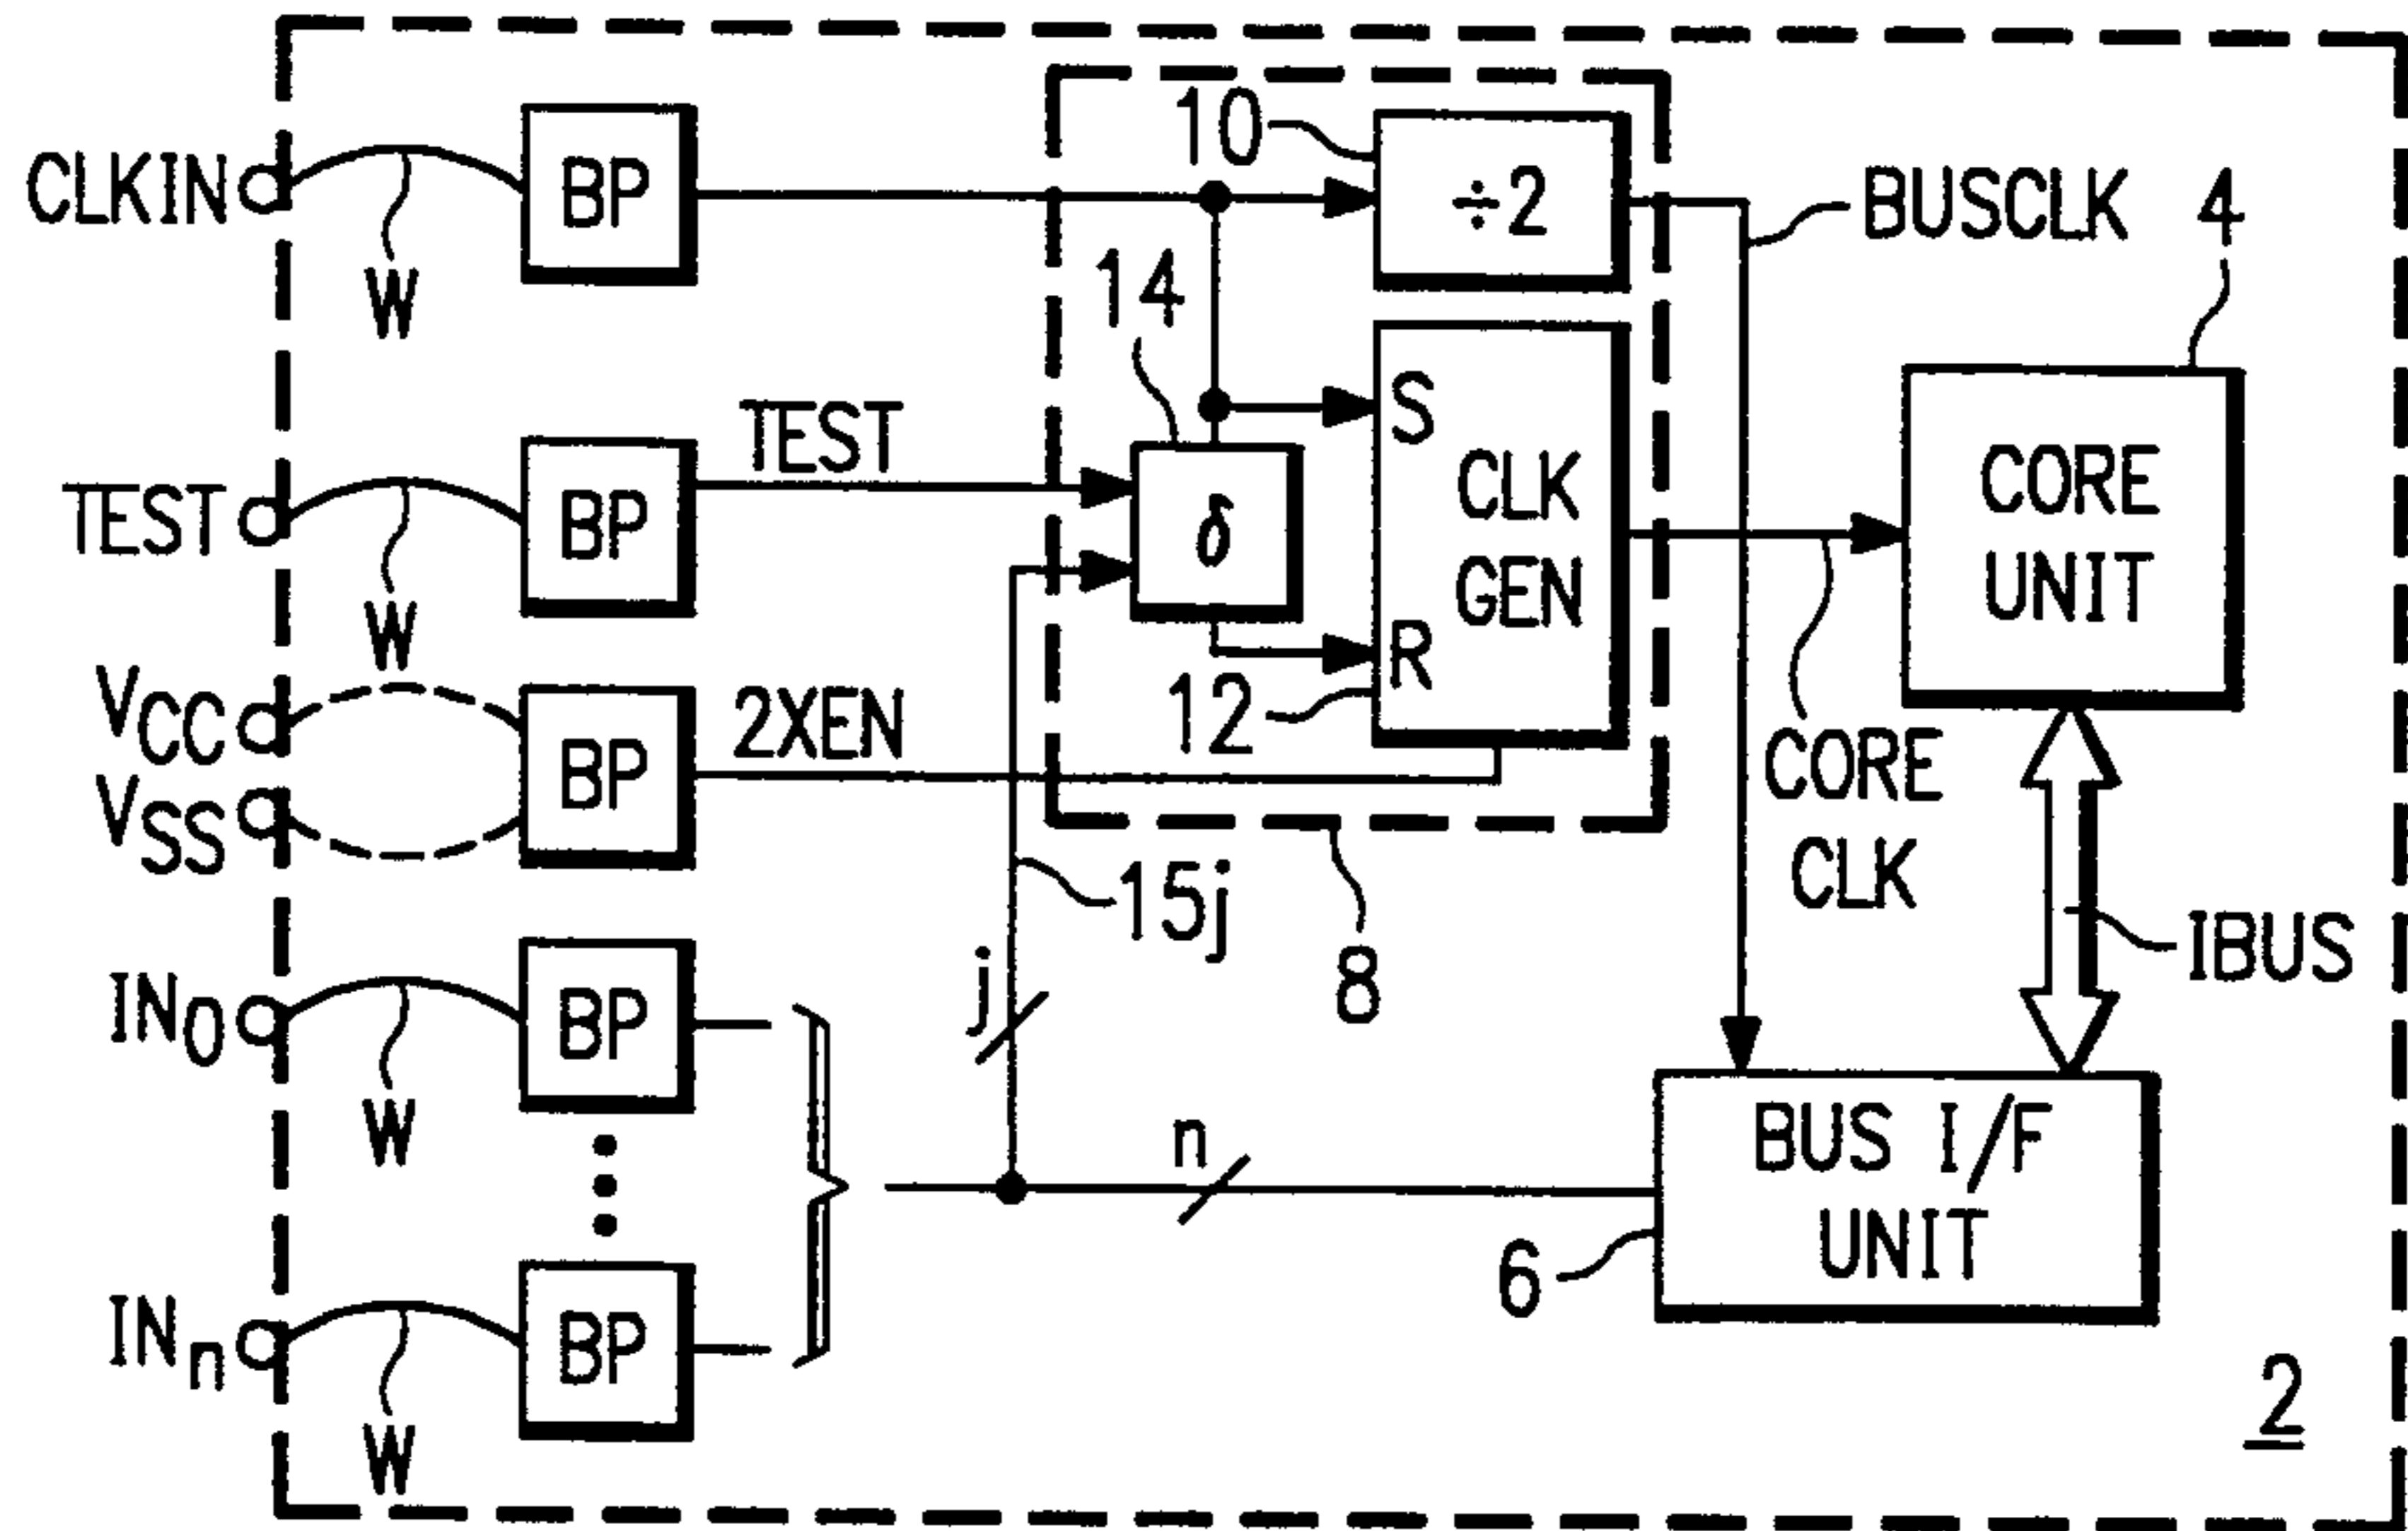 CLKIN
W
BP
10
÷2
BUSCLK
4
14
TEST
W
BP
TEST
δ
S
CLK
GEN
R
12
CORE
UNIT
VCC
VSS
BP
2XEN
CORE
CLK
15j
8
IBUS
IN0
W
BP
j
n
BUS I/F
UNIT
6
INn
W
BP
2